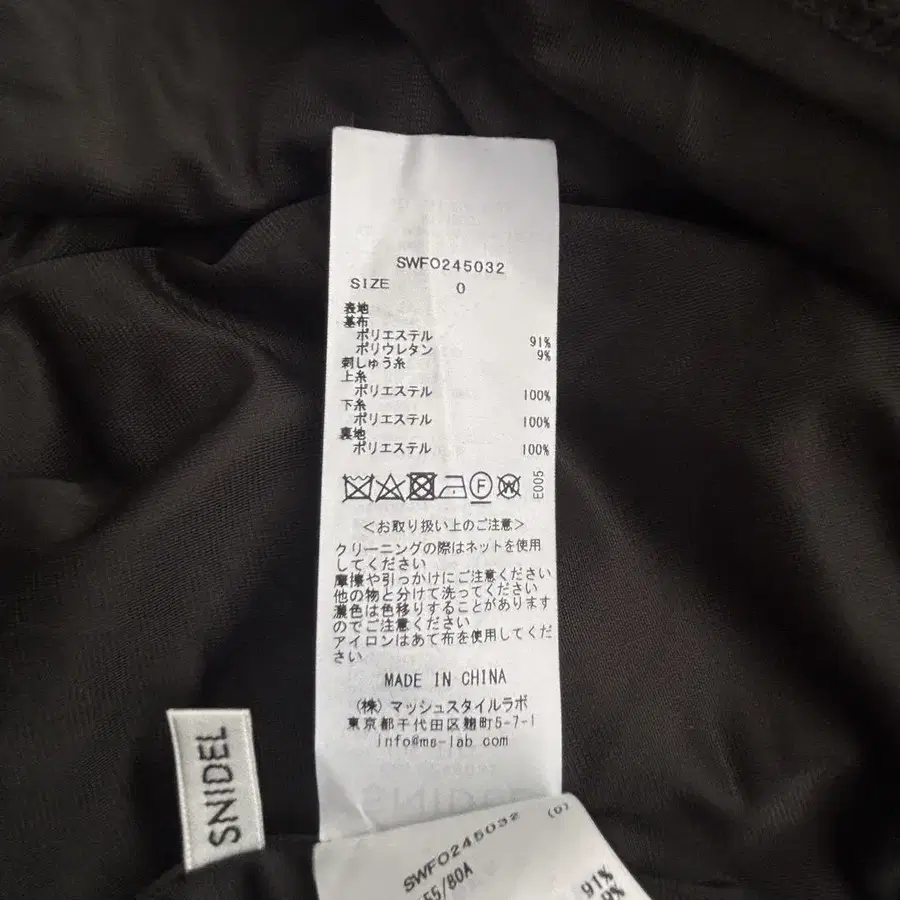 SWFO245032
SIZE 0
表地
基布
ポリエステル 91%
ポリウレタン 9%
刺しゅう糸
上糸
ポリエステル 100%
下糸
ポリエステル 100%
裏地
ポリエステル 100%
F W E005
<お取り扱い上のご注意>
クリーニングの際はネットを使用
してください
摩擦や引っかけにご注意ください
他の物と分けて洗ってください
濃色は色移りすることがあります
のでご注意ください
アイロンはあて布を使用してくだ
さい
MADE IN CHINA
(株)マッシュスタイルラボ
東京都千代田区麹町5-7-1
info@ms-lab.com
SNIDEL
SWFO245032 (0)
55/80A
91%
9%